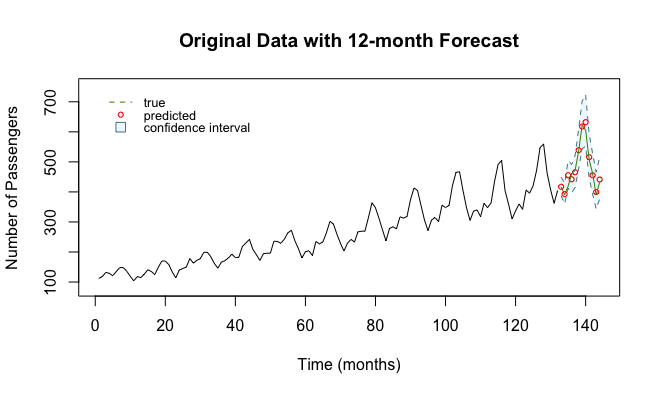 Original Data with 12-month Forecast
true
predicted
confidence interval
Number of Passengers
700
500
300
100
0 20 40 60 80 100 120 140
Time (months)